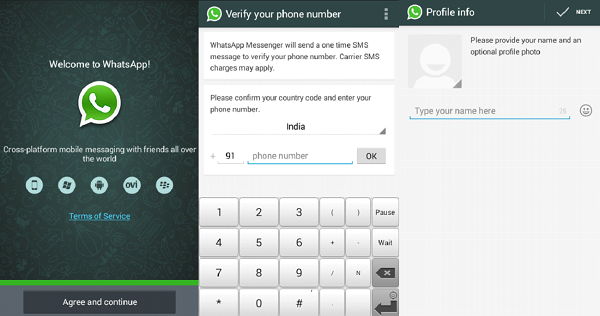 Welcome to WhatsApp!
Cross-platform mobile messaging with friends all over
the world
ovi
Terms of Service
Agree and continue
Verify your phone number
WhatsApp Messenger will send a one time SMS
message to verify your phone number. Carrier SMS
charges may apply.
Please confirm your country code and enter your
phone number.
India
+ 91 phone number OK
1 2 3 ( ) Pause
4 5 6 + - Wait
7 8 9 / N
* 0 # .
Profile info NEXT
Please provide your name and an
optional profile photo
Type your name here 25